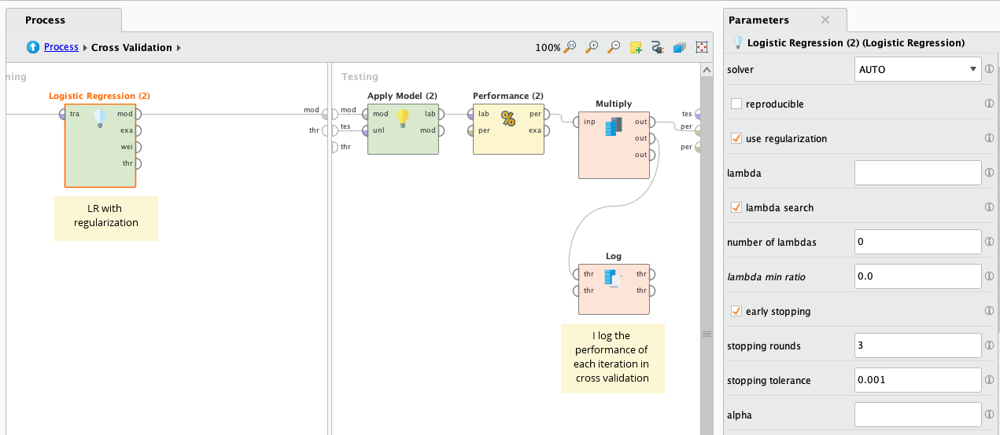 Process
Process
Cross Validation
100%
ning
Logistic Regression (2)
tra
mod
exa
wei
thr
LR with
regularization
mod
thr
Testing
mod
tes
thr
Apply Model (2)
mod
unl
lab
mod
Performance (2)
lab
per
per
exa
%
Multiply
inp
out
out
out
tes
per
per
Log
thr
thr
thr
thr
I log the
performance of
each iteration in
cross validation
Parameters
Logistic Regression (2) (Logistic Regression)
solver
AUTO
reproducible
use regularization
lambda
lambda search
number of lambdas
0
lambda min ratio
0.0
early stopping
stopping rounds
3
stopping tolerance
0.001
alpha